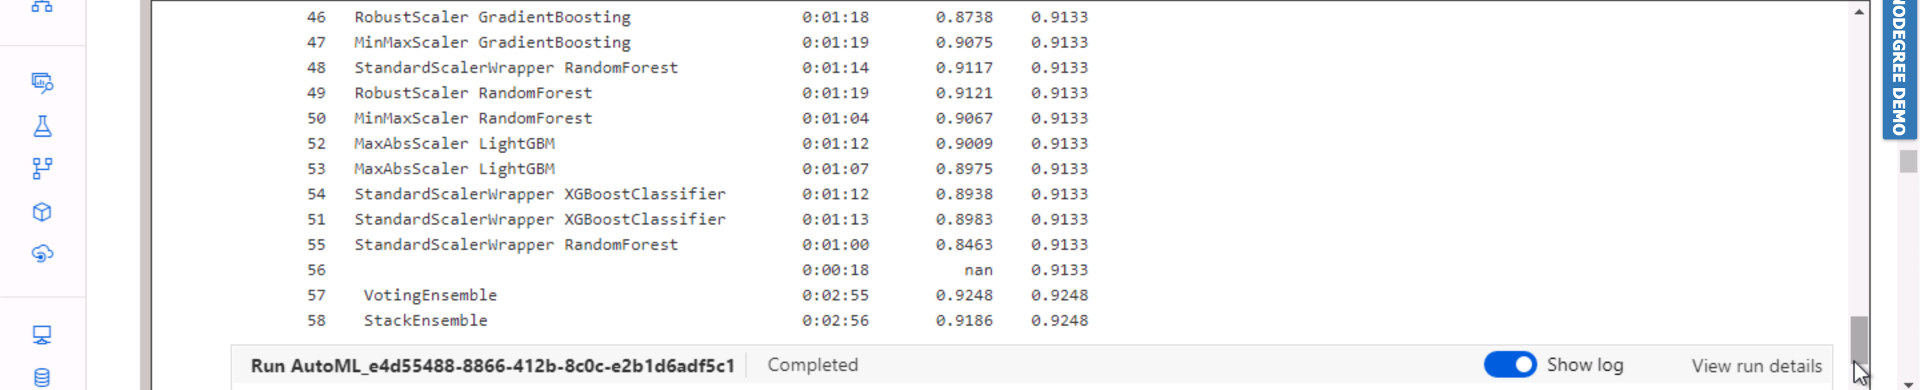 46 RobustScaler GradientBoosting 0:01:18 0.8738 0.9133
47 MinMaxScaler GradientBoosting 0:01:19 0.9075 0.9133
48 StandardScalerWrapper RandomForest 0:01:14 0.9117 0.9133
49 RobustScaler RandomForest 0:01:19 0.9121 0.9133
50 MinMaxScaler RandomForest 0:01:04 0.9067 0.9133
52 MaxAbsScaler LightGBM 0:01:12 0.9009 0.9133
53 MaxAbsScaler LightGBM 0:01:07 0.8975 0.9133
54 StandardScalerWrapper XGBoostClassifier 0:01:12 0.8938 0.9133
51 StandardScalerWrapper XGBoostClassifier 0:01:13 0.8983 0.9133
55 StandardScalerWrapper RandomForest 0:01:00 0.8463 0.9133
56 0:00:18 nan 0.9133
57 VotingEnsemble 0:02:55 0.9248 0.9248
58 StackEnsemble 0:02:56 0.9186 0.9248
Run AutoML_e4d55488-8866-412b-8c0c-e2b1d6adf5c1 Completed Show log View run details
NODEGREE DEMO